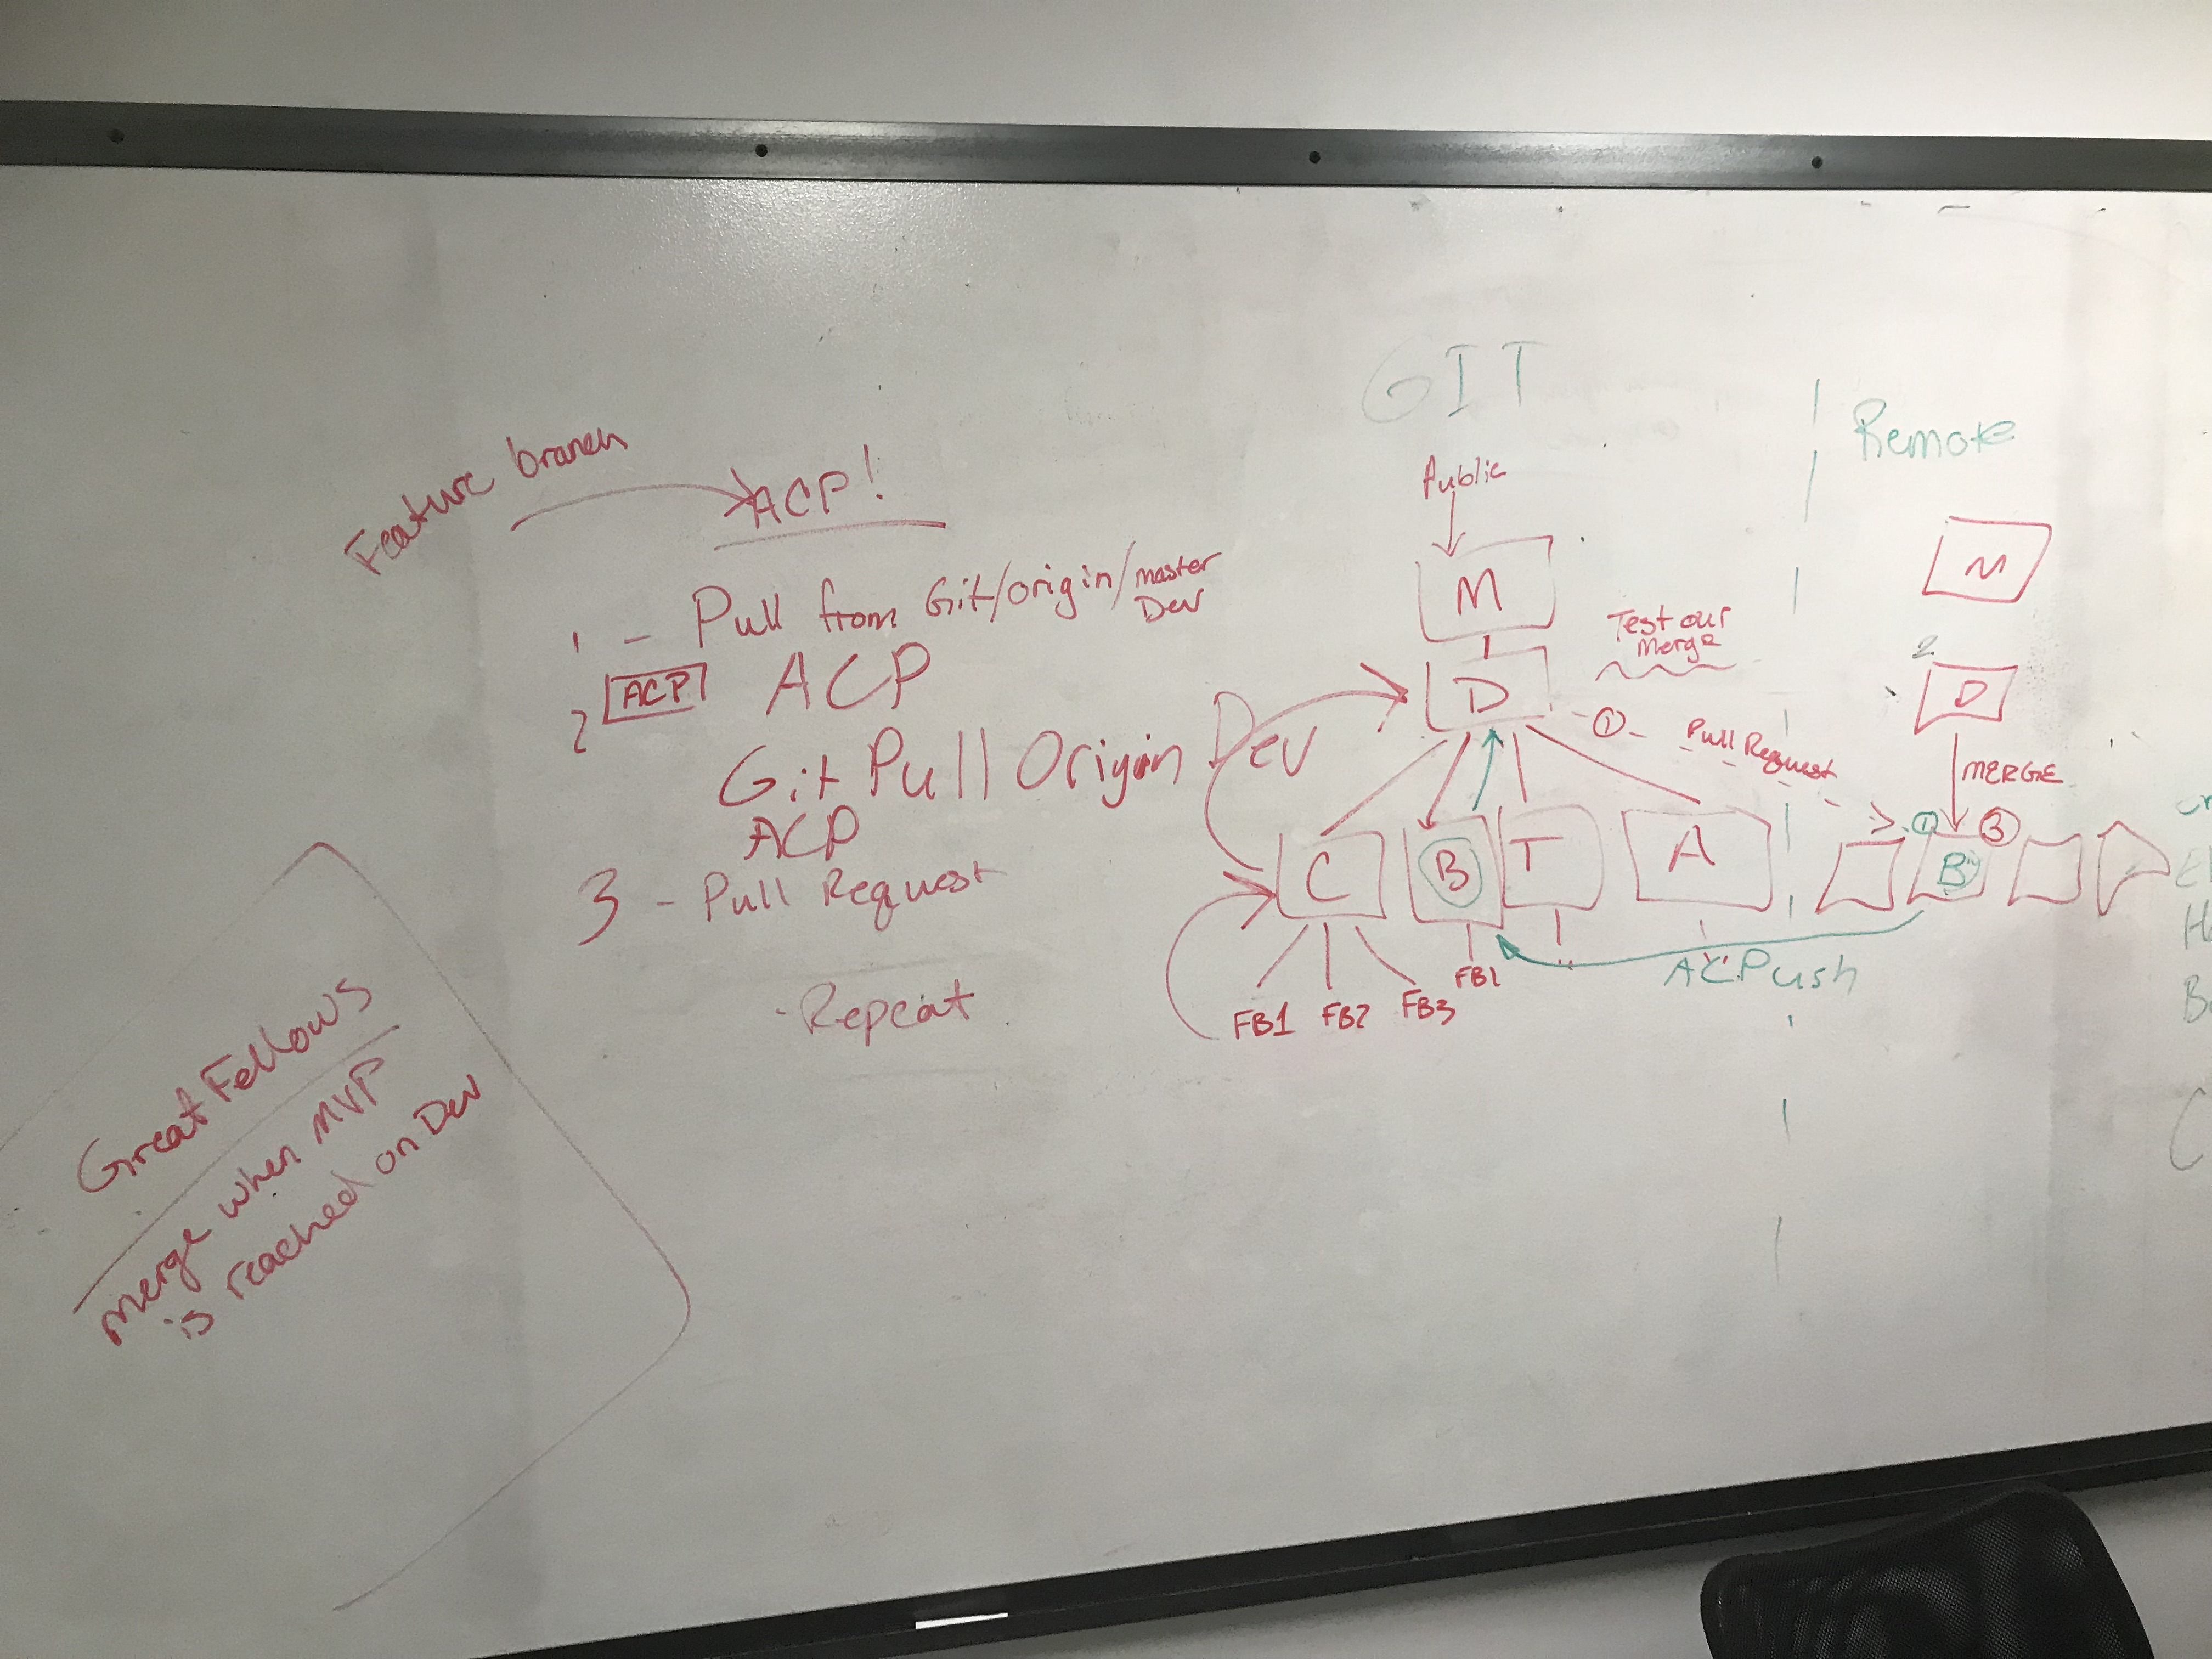 Feature branch
ACP!
1 - Pull from Git/origin/master
Dev
2 ACP ACP
Git Pull Origin Dev
ACP
3 - Pull Request
- Repeat
Great Fellows
merge when MVP
is reached on Dev
GIT
Public
M
D
Test our
Merge
1 - Pull Request
C B T A
FB1 FB2 FB3 FB1
ACPush
Remote
M
2
D
MERGE
1 3
B